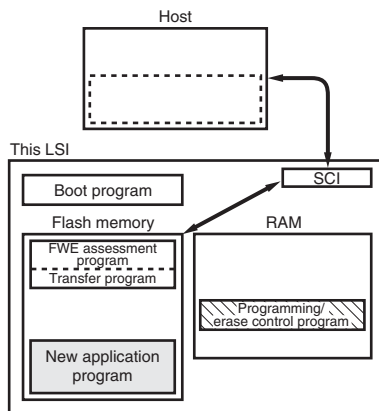 Host
This LSI
SCI
Boot program
Flash memory
RAM
FWE assessment
program
Transfer program
Programming/
erase control program
New application
program